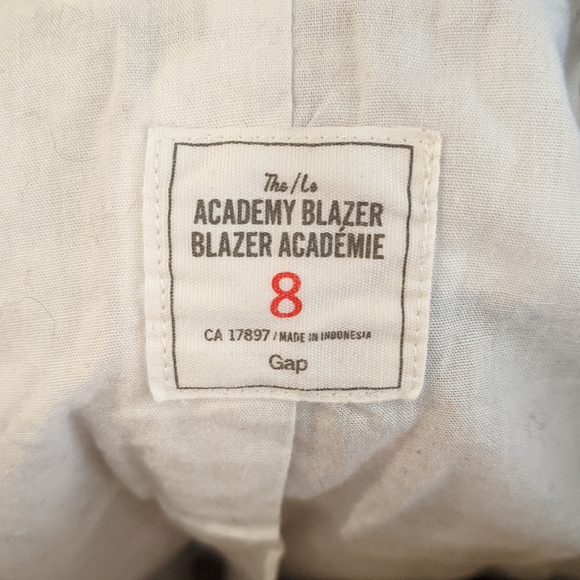 The/Le
ACADEMY BLAZER
BLAZER ACADÉMIE
8
CA 17897 / MADE IN INDONESIA
Gap